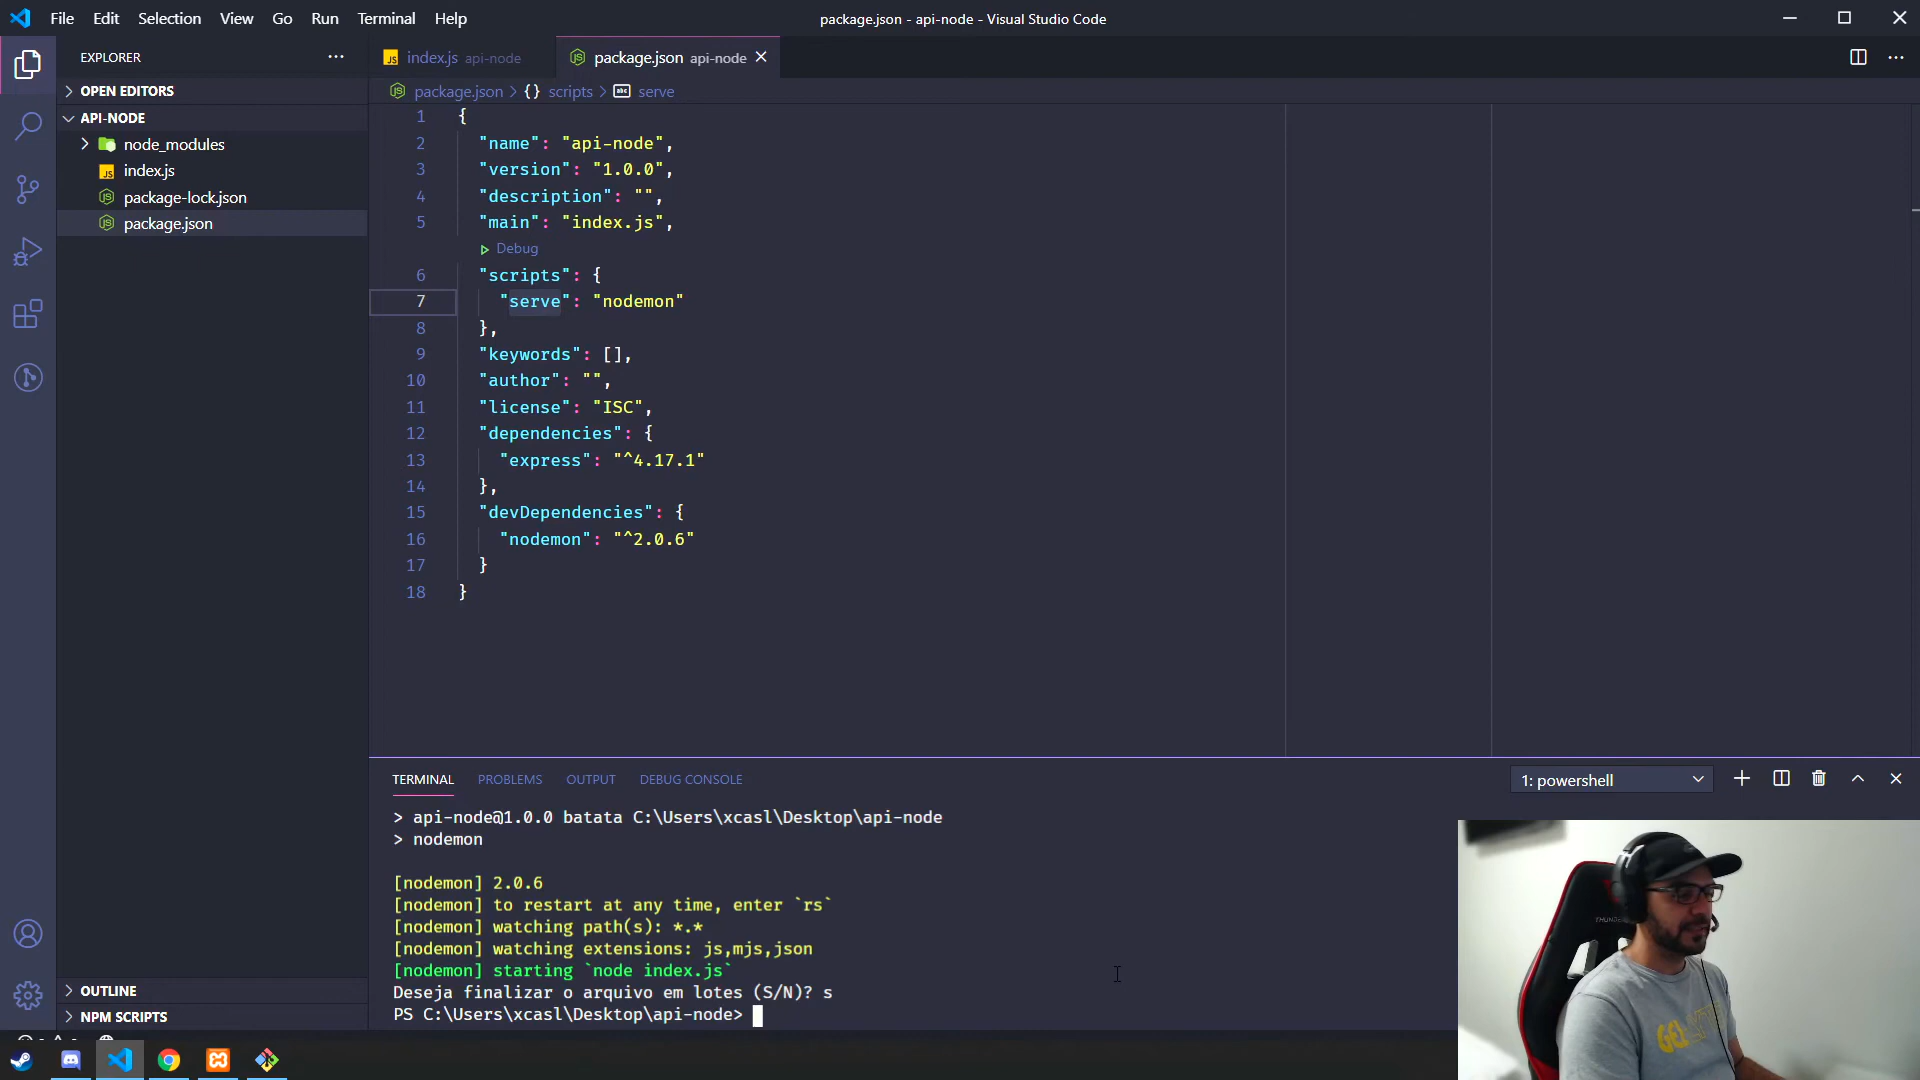 File Edit Selection View Go Run Terminal Help
package.json - api-node - Visual Studio Code
EXPLORER
OPEN EDITORS
API-NODE
node_modules
index.js
package-lock.json
package.json
OUTLINE
NPM SCRIPTS
JS index.js api-node
package.json api-node
package.json > {} scripts > abc serve
1 {
2 "name": "api-node",
3 "version": "1.0.0",
4 "description": "",
5 "main": "index.js",
Debug
6 "scripts": {
7 "serve": "nodemon"
8 },
9 "keywords": [],
10 "author": "",
11 "license": "ISC",
12 "dependencies": {
13 "express": "^4.17.1"
14 },
15 "devDependencies": {
16 "nodemon": "^2.0.6"
17 }
18 }
TERMINAL PROBLEMS OUTPUT DEBUG CONSOLE
1: powershell
> api-node@1.0.0 batata C:\Users\xcasl\Desktop\api-node
> nodemon
[nodemon] 2.0.6
[nodemon] to restart at any time, enter `rs`
[nodemon] watching path(s): *.*
[nodemon] watching extensions: js,mjs,json
[nodemon] starting `node index.js`
Deseja finalizar o arquivo em lotes (S/N)? s
PS C:\Users\xcasl\Desktop\api-node>